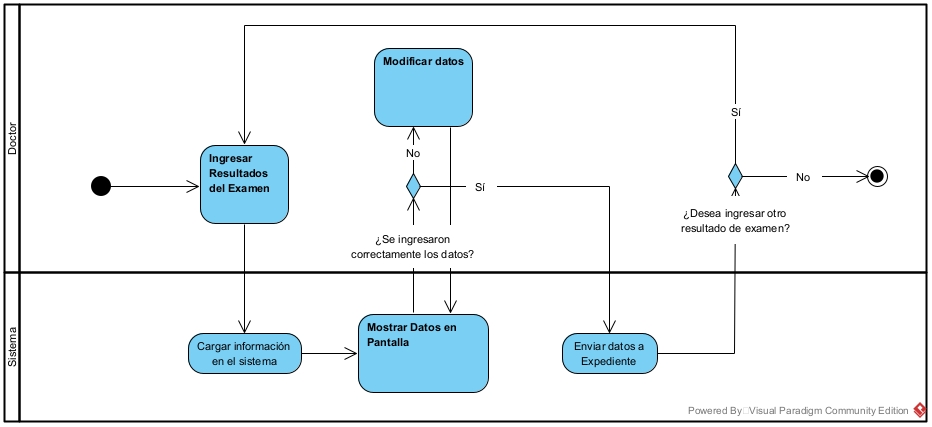 Doctor
Modificar datos
Sí
Ingresar
Resultados
del Examen
No
Sí
No
¿Desea ingresar otro
resultado de examen?
¿Se ingresaron
correctamente los datos?
Sistema
Cargar información
en el sistema
Mostrar Datos en
Pantalla
Enviar datos a
Expediente
Powered By Visual Paradigm Community Edition